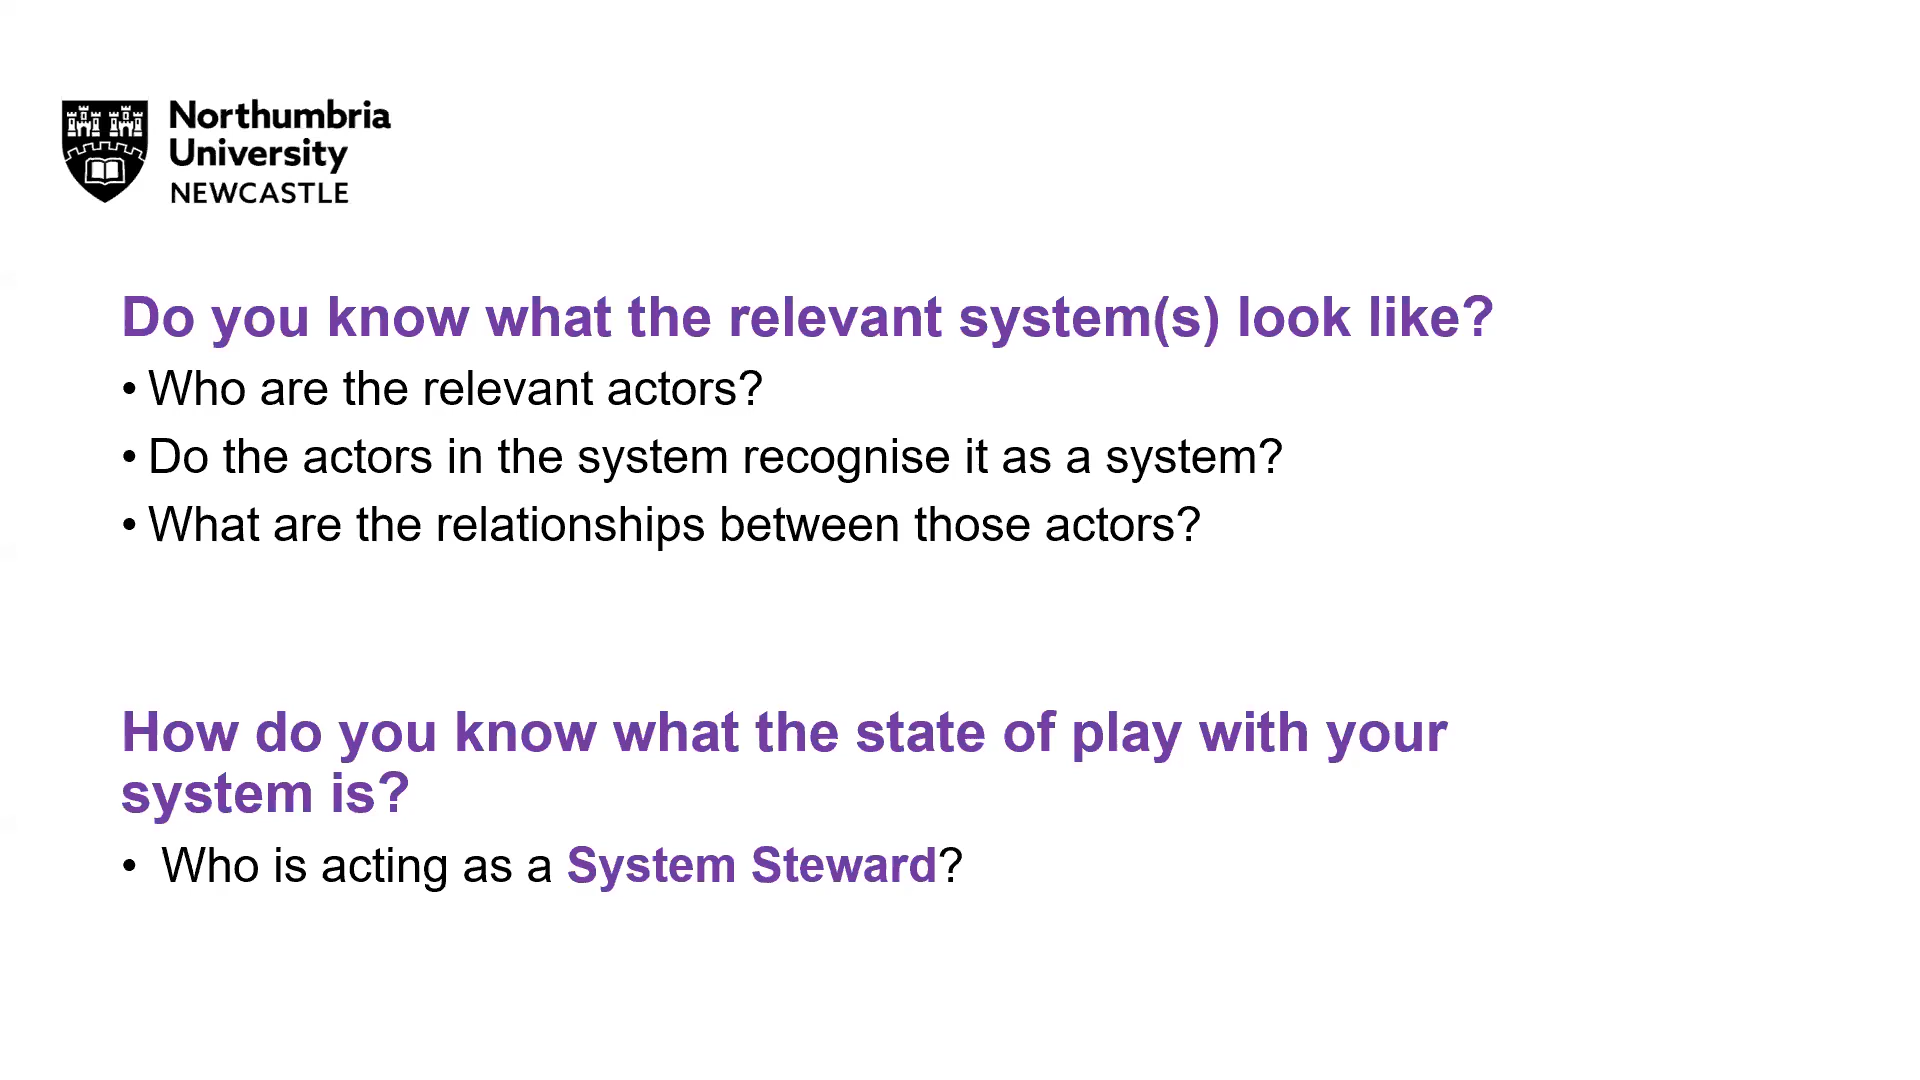 Northumbria
University
NEWCASTLE
Do you know what the relevant system(s) look like?
• Who are the relevant actors?
• Do the actors in the system recognise it as a system?
• What are the relationships between those actors?
How do you know what the state of play with your
system is?
• Who is acting as a System Steward?